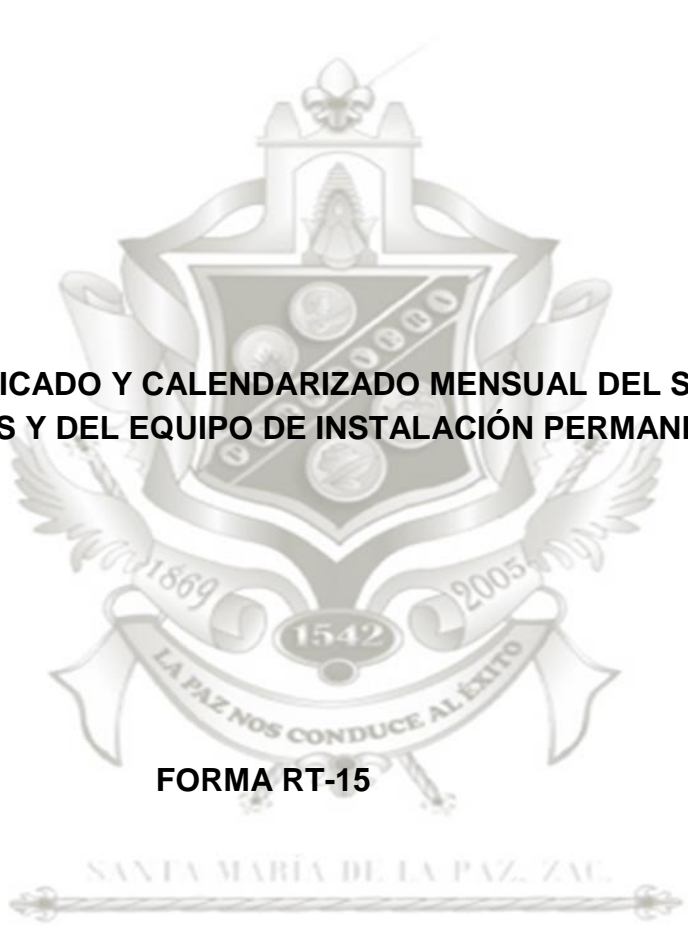 ICADO Y CALENDARIZADO MENSUAL DEL S
S Y DEL EQUIPO DE INSTALACIÓN PERMAN
1869
2005
1542
LA PAZ NOS CONDUCE AL ÉXITO
FORMA RT-15
SANTA MARÍA DE LA PAZ, ZAC.